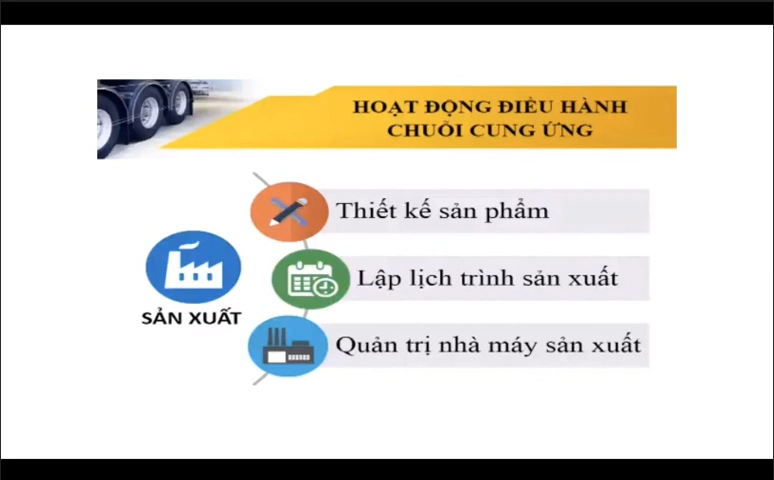 HOẠT ĐỘNG ĐIỀU HÀNH
CHUỖI CUNG ỨNG
Thiết kế sản phẩm
Lập lịch trình sản xuất
SẢN XUẤT
Quản trị nhà máy sản xuất